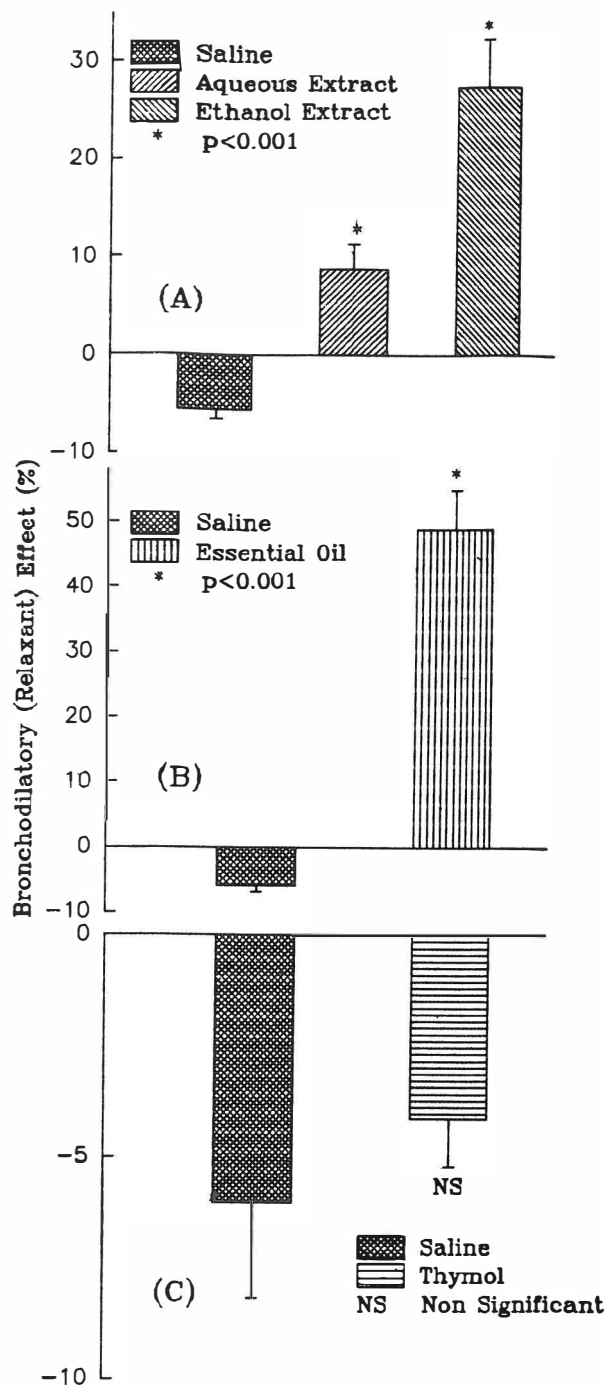 Bronchodilatory (Relaxant) Effect (%)
30
20
10
0
-10
Saline
Aqueous Extract
Ethanol Extract
* p<0.001
*
*
(A)
50
40
30
20
10
0
-10
Saline
Essential Oil
* p<0.001
*
(B)
0
-5
-10
NS
Saline
Thymol
NS Non Significant
(C)